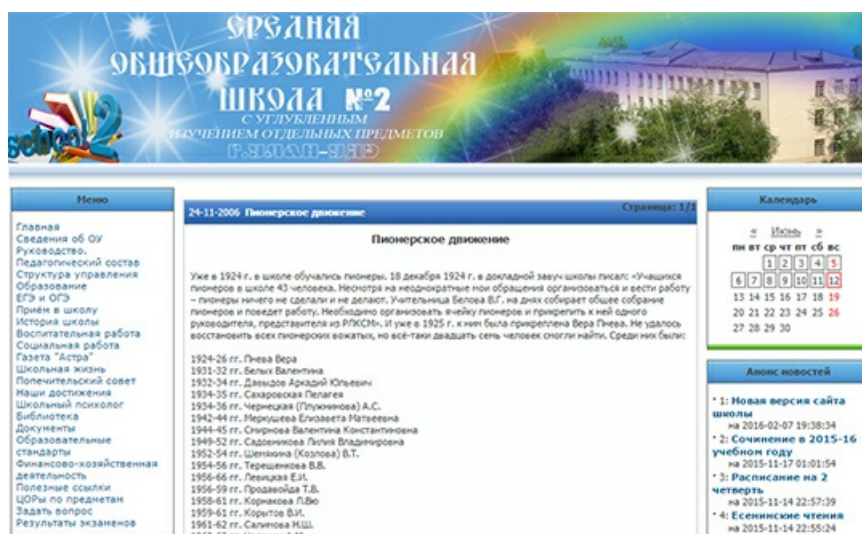 СРЕДНЯЯ
ОБЩЕОБРАЗОВАТЕЛЬНАЯ
ШКОЛА №2
С УГЛУБЛЕННЫМ
ИЗУЧЕНИЕМ ОТДЕЛЬНЫХ ПРЕДМЕТОВ
Г.УЛАН-УДЭ
school 2
Меню
Главная
Сведения об ОУ
Руководство.
Педагогический состав
Структура управления
Образование
ЕГЭ и ОГЭ
Приём в школу
История школы
Воспитательная работа
Социальная работа
Газета "Астра"
Школьная жизнь
Попечительский совет
Наши достижения
Школьный психолог
Библиотека
Документы
Образовательные
стандарты
Финансово-хозяйственная
деятельность
Полезные ссылки
ЦОРы по предметам
Задать вопрос
Результаты экзаменов
24-11-2006 Пионерское движение
Страница: 1/1
Пионерское движение
Уже в 1924 г. в школе обучались пионеры. 18 декабря 1924 г. в докладной завуч школы писал: «Учащихся
пионеров в школе 43 человека. Несмотря на неоднократные мои обращения организоваться и вести работу
– пионеры ничего не сделали и не делают. Учительница Белова В.Г. на днях собирает общее собрание
пионеров и поведет работу. Необходимо организовать ячейку пионеров и прикрепить к ней одного
руководителя, представителя из РЛКСМ». И уже в 1925 г. к ним была прикреплена Вера Пнева. Не удалось
восстановить всех пионерских вожатых, но всё-таки двадцать семь человек смогли найти. Среди них были:
1924-26 гг. Пнева Вера
1931-32 гг. Белых Валентина
1932-34 гг. Давыдов Аркадий Юльевич
1934-35 гг. Сахаровская Пелагея
1934-36 гг. Чернецкая (Плужникова) А.С.
1942-44 гг. Меркушева Елизавета Матвеевна
1944-45 гг. Смирнова Валентина Константиновна
1949-52 гг. Садовникова Лилия Владимировна
1952-54 гг. Шемякина (Козлова) В.Т.
1954-56 гг. Терещенкова В.В.
1956-66 гг. Левицкая Е.И.
1956-59 гг. Продавойда Т.В.
1958-61 гг. Корнакова Л.Вю
1959-61 гг. Корытов В.И.
1961-62 гг. Салимова Н.Ш.
Календарь
« Июнь »
пн вт ср чт пт сб вс
1 2 3 4 5
6 7 8 9 10 11 12
13 14 15 16 17 18 19
20 21 22 23 24 25 26
27 28 29 30
Анонс новостей
* 1: Новая версия сайта
школы
на 2016-02-07 19:38:34
* 2: Сочинение в 2015-16
учебном году
на 2015-11-17 01:01:54
* 3: Расписание на 2
четверть
на 2015-11-14 22:57:39
* 4: Есенинские чтения
на 2015-11-14 22:55:24